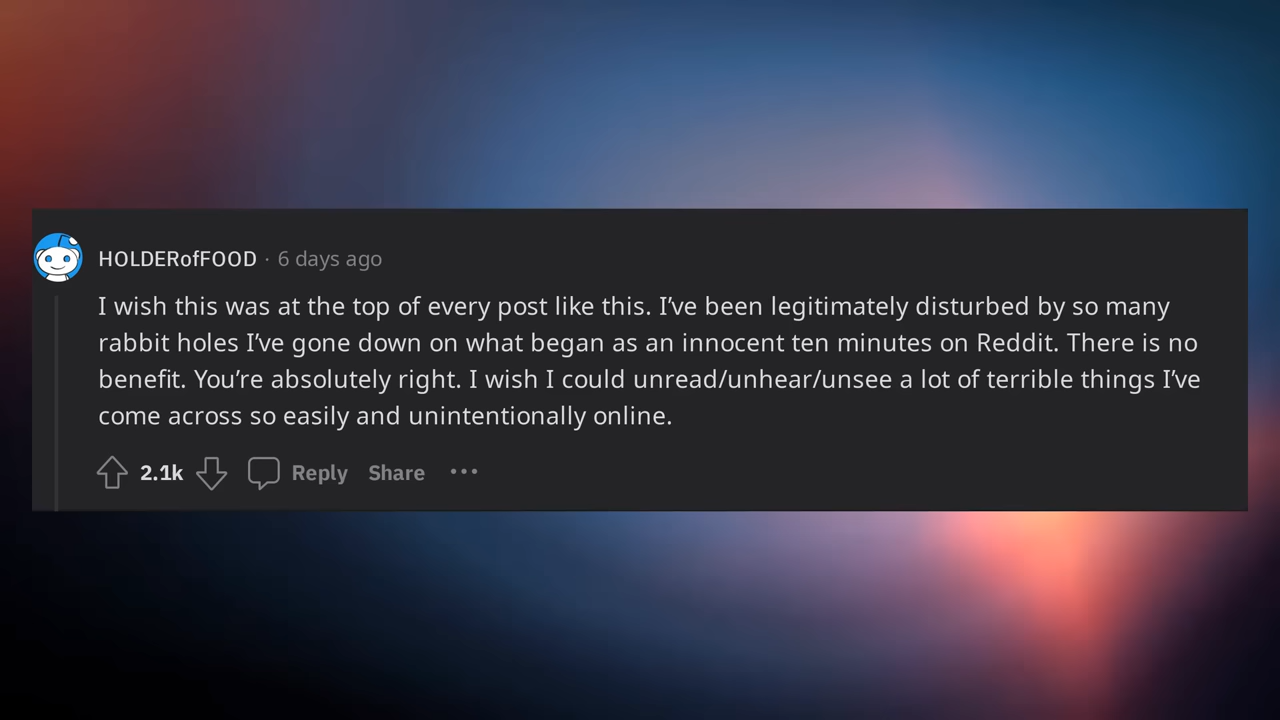 HOLDERofFOOD · 6 days ago
I wish this was at the top of every post like this. I’ve been legitimately disturbed by so many
rabbit holes I’ve gone down on what began as an innocent ten minutes on Reddit. There is no
benefit. You’re absolutely right. I wish I could unread/unhear/unsee a lot of terrible things I’ve
come across so easily and unintentionally online.
2.1k Reply Share •••